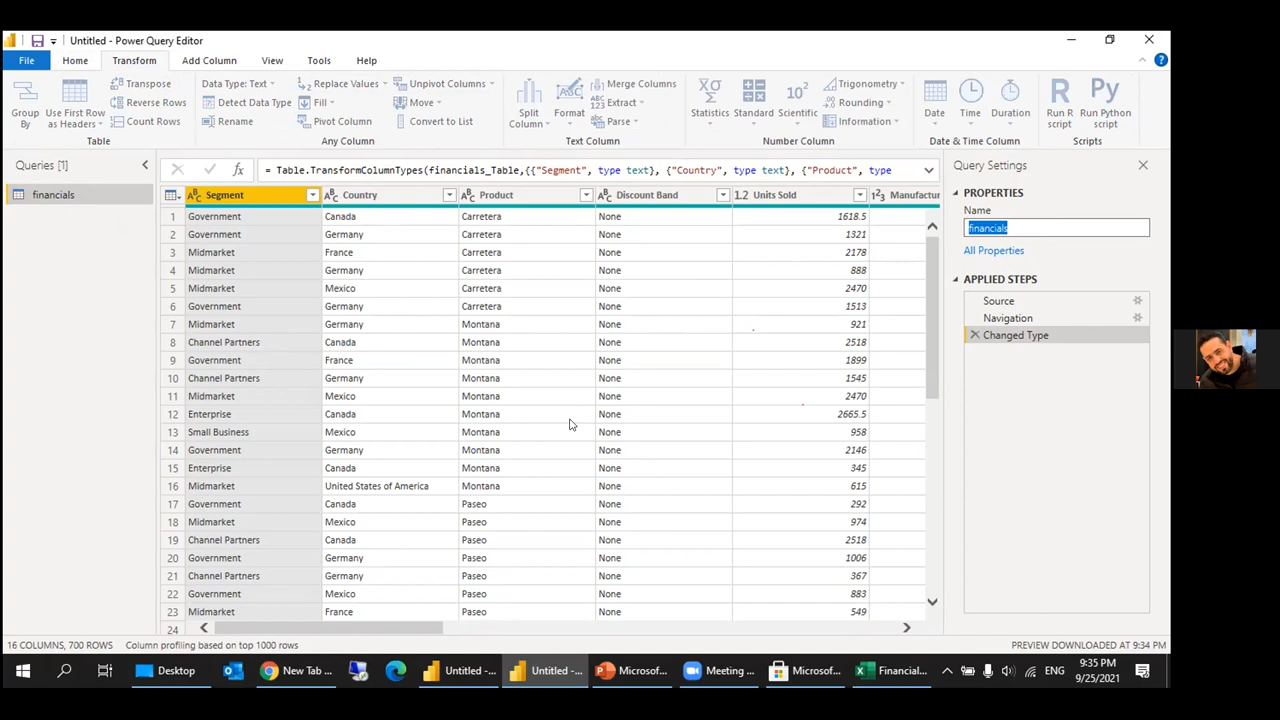 Untitled - Power Query Editor
File Home Transform Add Column View Tools Help
Group By
Use First Row as Headers
Transpose
Reverse Rows
Count Rows
Table
Data Type: Text
Detect Data Type
Rename
Replace Values
Fill
Pivot Column
Unpivot Columns
Move
Convert to List
Any Column
Split Column
Format
ABC
Merge Columns
Extract
Parse
Text Column
Statistics
Standard
Scientific
10²
Trigonometry
Rounding
Information
Number Column
Date
Time
Duration
Date & Time Column
R
Run R script
Py
Run Python script
Scripts
Queries [1]
financials
fx = Table.TransformColumnTypes(financials_Table,{{"Segment", type text}, {"Country", type text}, {"Product", type
Segment Country Product Discount Band 1.2 Units Sold 1²3 Manufactur
1 Government Canada Carretera None 1618.5
2 Government Germany Carretera None 1321
3 Midmarket France Carretera None 2178
4 Midmarket Germany Carretera None 888
5 Midmarket Mexico Carretera None 2470
6 Government Germany Carretera None 1513
7 Midmarket Germany Montana None 921
8 Channel Partners Canada Montana None 2518
9 Government France Montana None 1899
10 Channel Partners Germany Montana None 1545
11 Midmarket Mexico Montana None 2470
12 Enterprise Canada Montana None 2665.5
13 Small Business Mexico Montana None 958
14 Government Germany Montana None 2146
15 Enterprise Canada Montana None 345
16 Midmarket United States of America Montana None 615
17 Government Canada Paseo None 292
18 Midmarket Mexico Paseo None 974
19 Channel Partners Canada Paseo None 2518
20 Government Germany Paseo None 1006
21 Channel Partners Germany Paseo None 367
22 Government Mexico Paseo None 883
23 Midmarket France Paseo None 549
24
Query Settings
PROPERTIES
Name
financials
All Properties
APPLIED STEPS
Source
Navigation
Changed Type
16 COLUMNS, 700 ROWS Column profiling based on top 1000 rows PREVIEW DOWNLOADED AT 9:34 PM
Desktop New Tab ... Untitled -... Untitled -... Microsof... Meeting ... Microsof... Financial... ENG
9:35 PM
9/25/2021